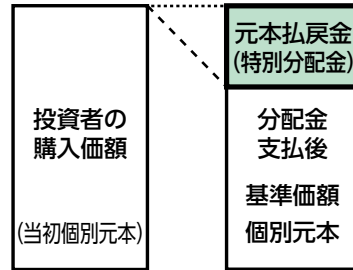 投資者の
購入価額
(当初個別元本)
元本払戻金
(特別分配金)
分配金
支払後
基準価額
個別元本